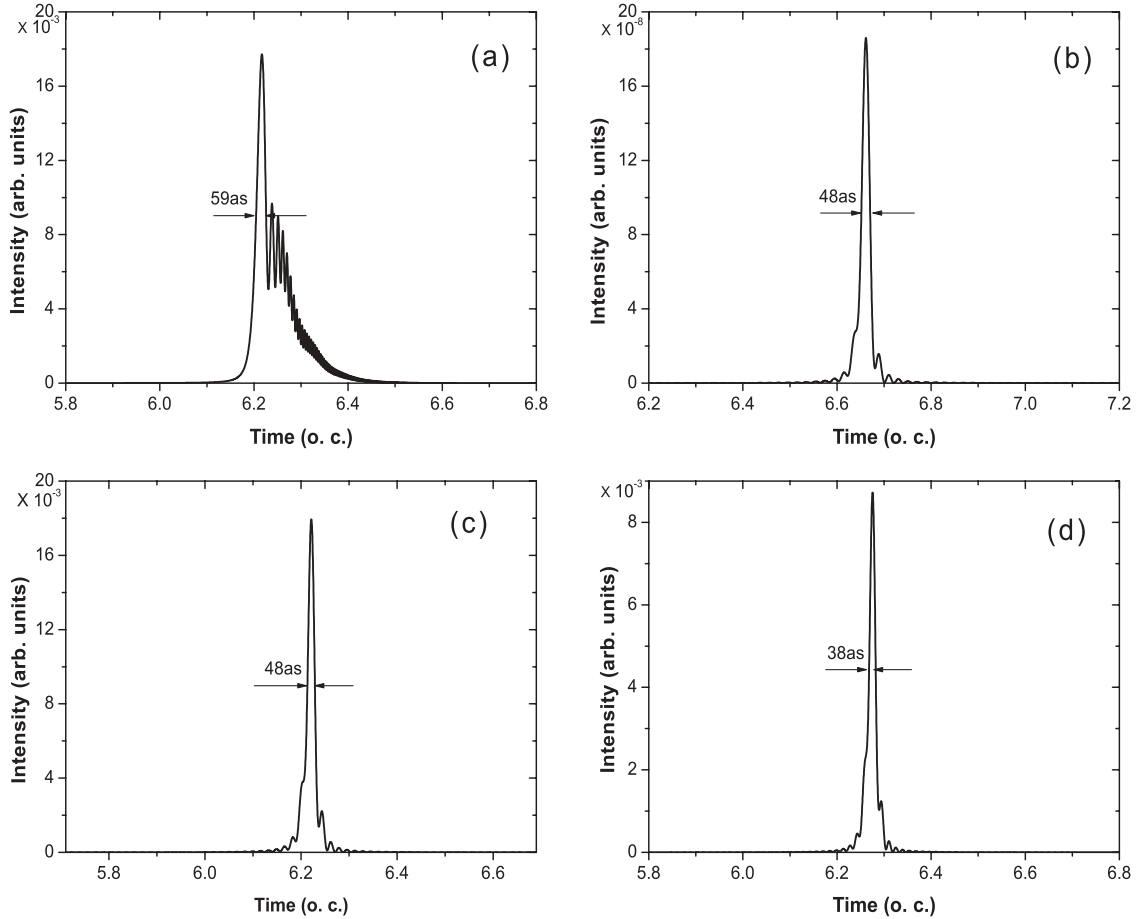 20
X 10-3
16
12
8
4
0
Intensity (arb. units)
(a)
59as
5.8 6.0 6.2 6.4 6.6 6.8
Time (o. c.)
20
X 10-8
16
12
8
4
0
Intensity (arb. units)
(b)
48as
6.2 6.4 6.6 6.8 7.0 7.2
Time (o. c.)
20
X 10-3
16
12
8
4
0
Intensity (arb. units)
(c)
48as
5.8 6.0 6.2 6.4 6.6
Time (o. c.)
X 10-3
8
6
4
2
0
Intensity (arb. units)
(d)
38as
5.8 6.0 6.2 6.4 6.6 6.8
Time (o. c.)